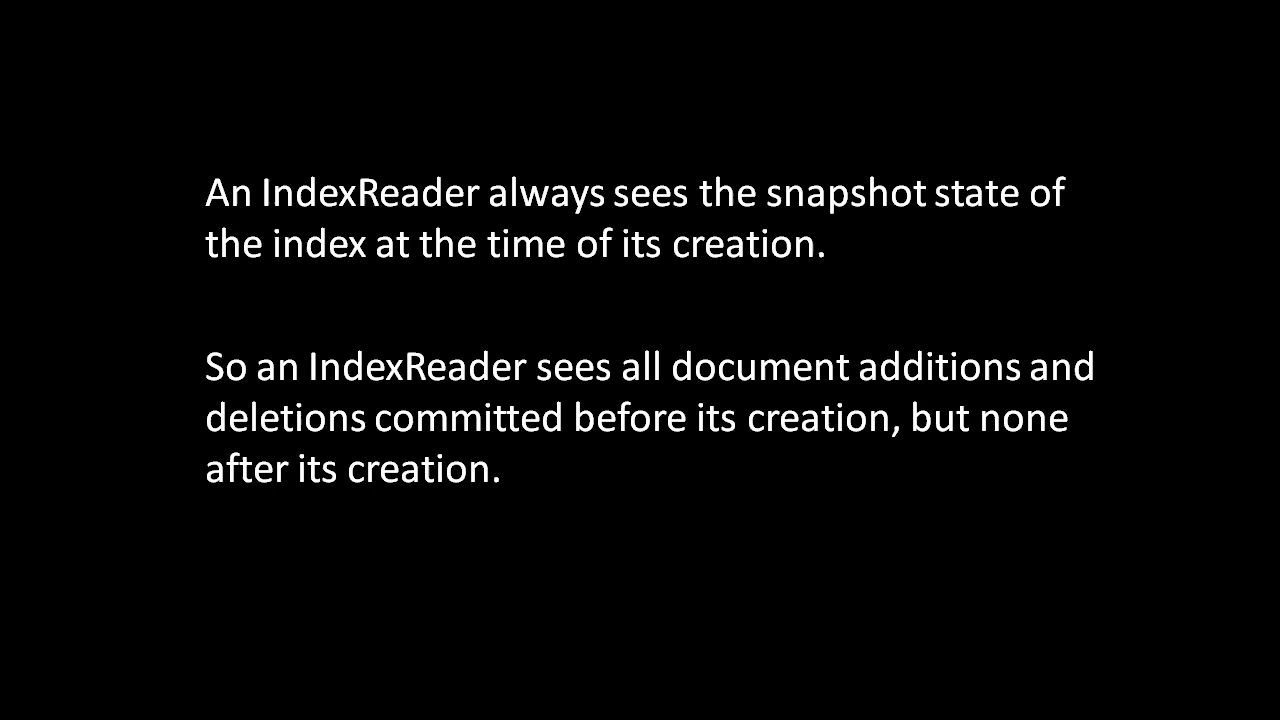 An IndexReader always sees the snapshot state of
the index at the time of its creation.
So an IndexReader sees all document additions and
deletions committed before its creation, but none
after its creation.